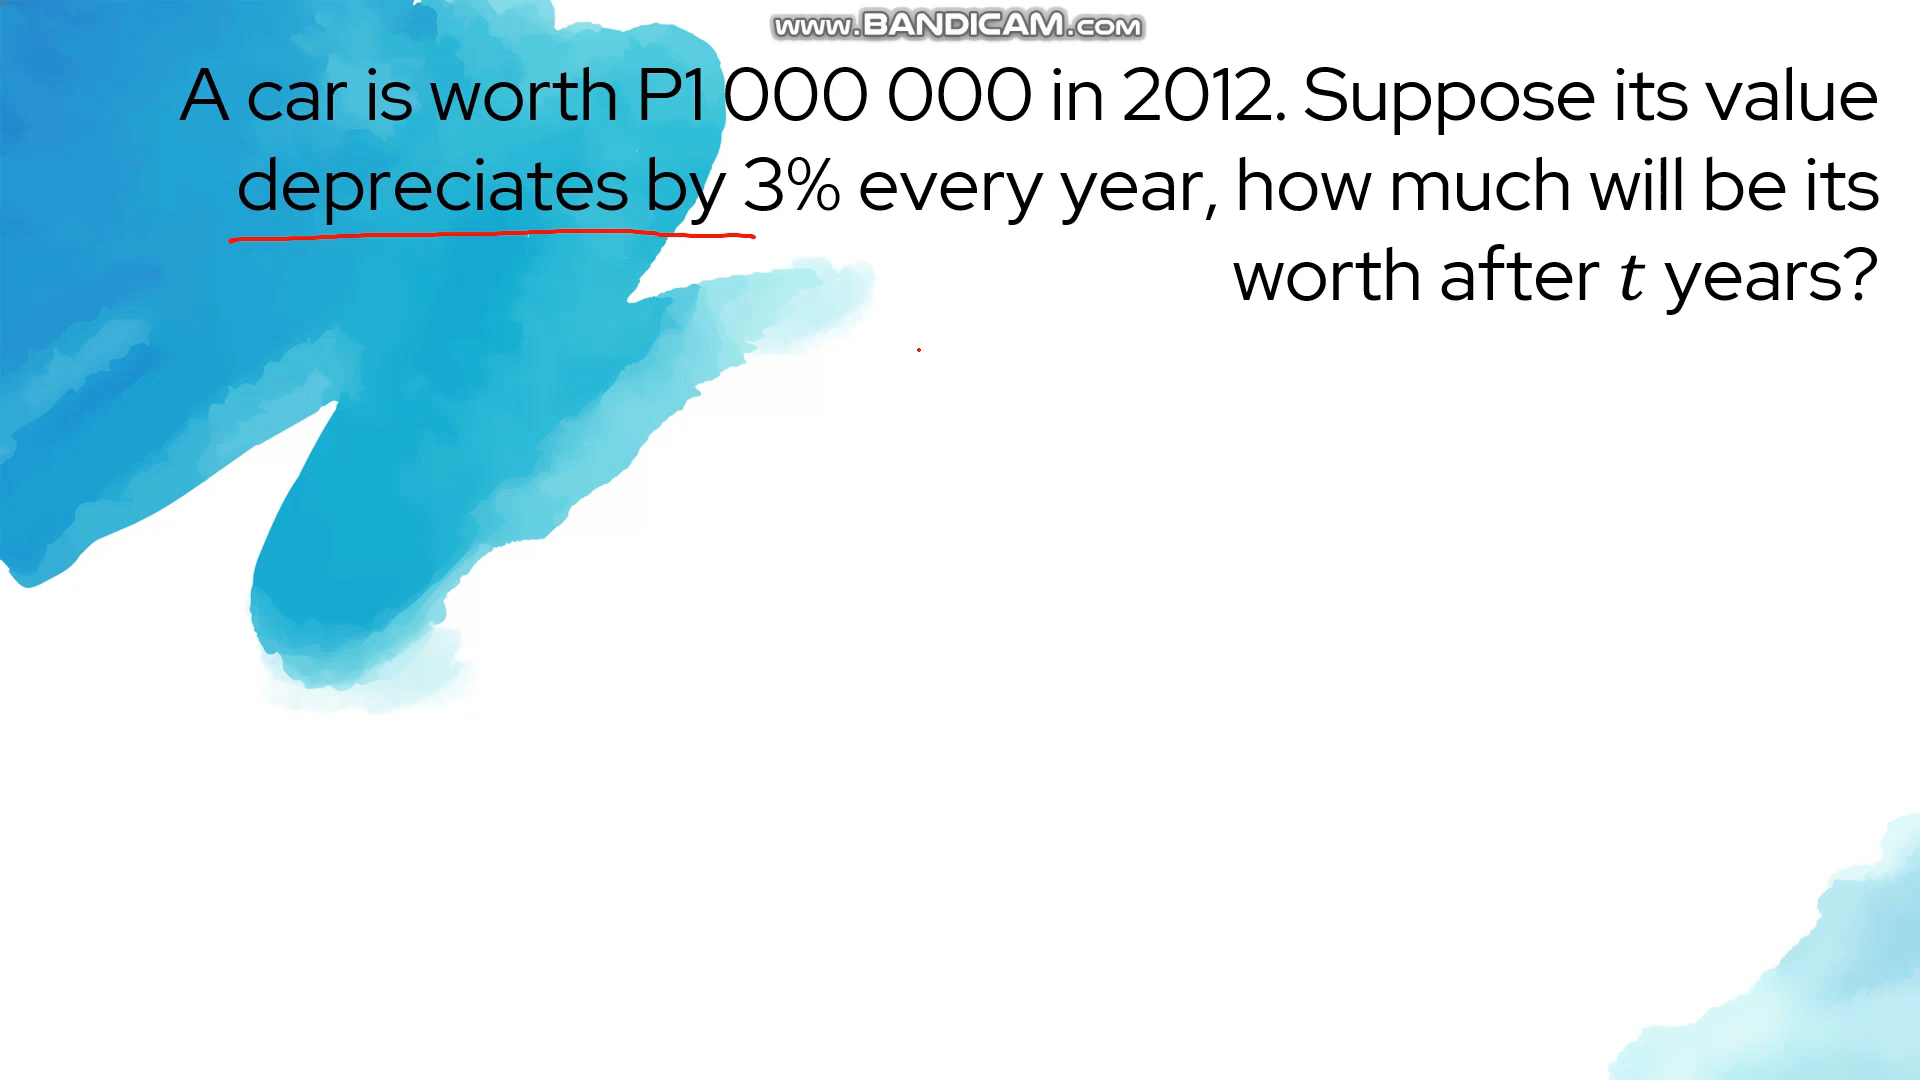 www.BANDICAM.com
A car is worth P1 000 000 in 2012. Suppose its value
depreciates by 3% every year, how much will be its
worth after t years?